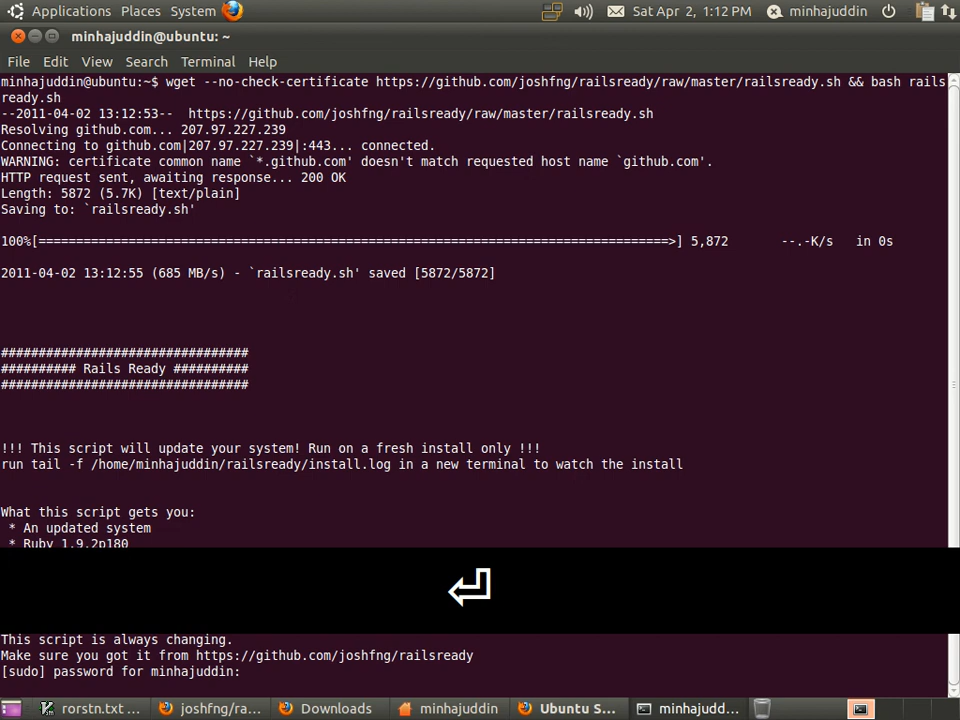 Applications Places System Sat Apr 2, 1:12 PM minhajuddin
minhajuddin@ubuntu: ~
File Edit View Search Terminal Help
minhajuddin@ubuntu:~$ wget --no-check-certificate https://github.com/joshfng/railsready/raw/master/railsready.sh && bash rails
ready.sh
--2011-04-02 13:12:53--  https://github.com/joshfng/railsready/raw/master/railsready.sh
Resolving github.com... 207.97.227.239
Connecting to github.com|207.97.227.239|:443... connected.
WARNING: certificate common name `*.github.com' doesn't match requested host name `github.com'.
HTTP request sent, awaiting response... 200 OK
Length: 5872 (5.7K) [text/plain]
Saving to: `railsready.sh'
100%[====================================================================================>] 5,872       --.-K/s   in 0s
2011-04-02 13:12:55 (685 MB/s) - `railsready.sh' saved [5872/5872]
#################################
########## Rails Ready ##########
#################################
!!! This script will update your system! Run on a fresh install only !!!
run tail -f /home/minhajuddin/railsready/install.log in a new terminal to watch the install
What this script gets you:
* An updated system
* Ruby 1.9.2p180
This script is always changing.
Make sure you got it from https://github.com/joshfng/railsready
[sudo] password for minhajuddin:
rorstn.txt ... joshfng/ra... Downloads minhajuddin Ubuntu S... minhajudd...